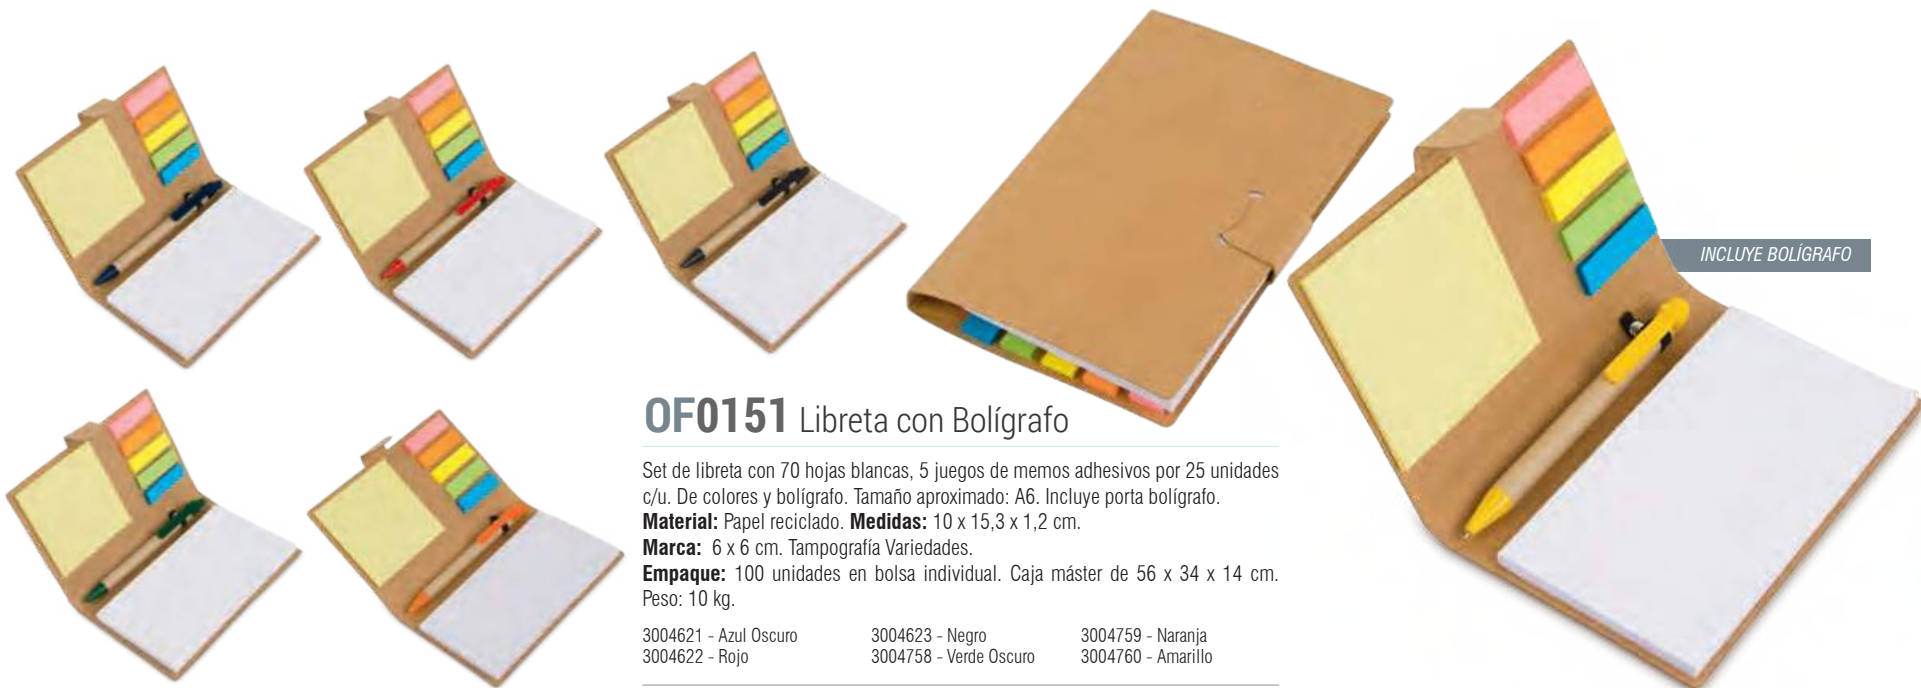 INCLUYE BOLÍGRAFO
OF0151 Libreta con Bolígrafo
Set de libreta con 70 hojas blancas, 5 juegos de memos adhesivos por 25 unidades
c/u. De colores y bolígrafo. Tamaño aproximado: A6. Incluye porta bolígrafo.
Material: Papel reciclado. Medidas: 10 x 15,3 x 1,2 cm.
Marca: 6 x 6 cm. Tampografía Variedades.
Empaque: 100 unidades en bolsa individual. Caja máster de 56 x 34 x 14 cm.
Peso: 10 kg.
3004621 - Azul Oscuro
3004622 - Rojo
3004623 - Negro
3004758 - Verde Oscuro
3004759 - Naranja
3004760 - Amarillo